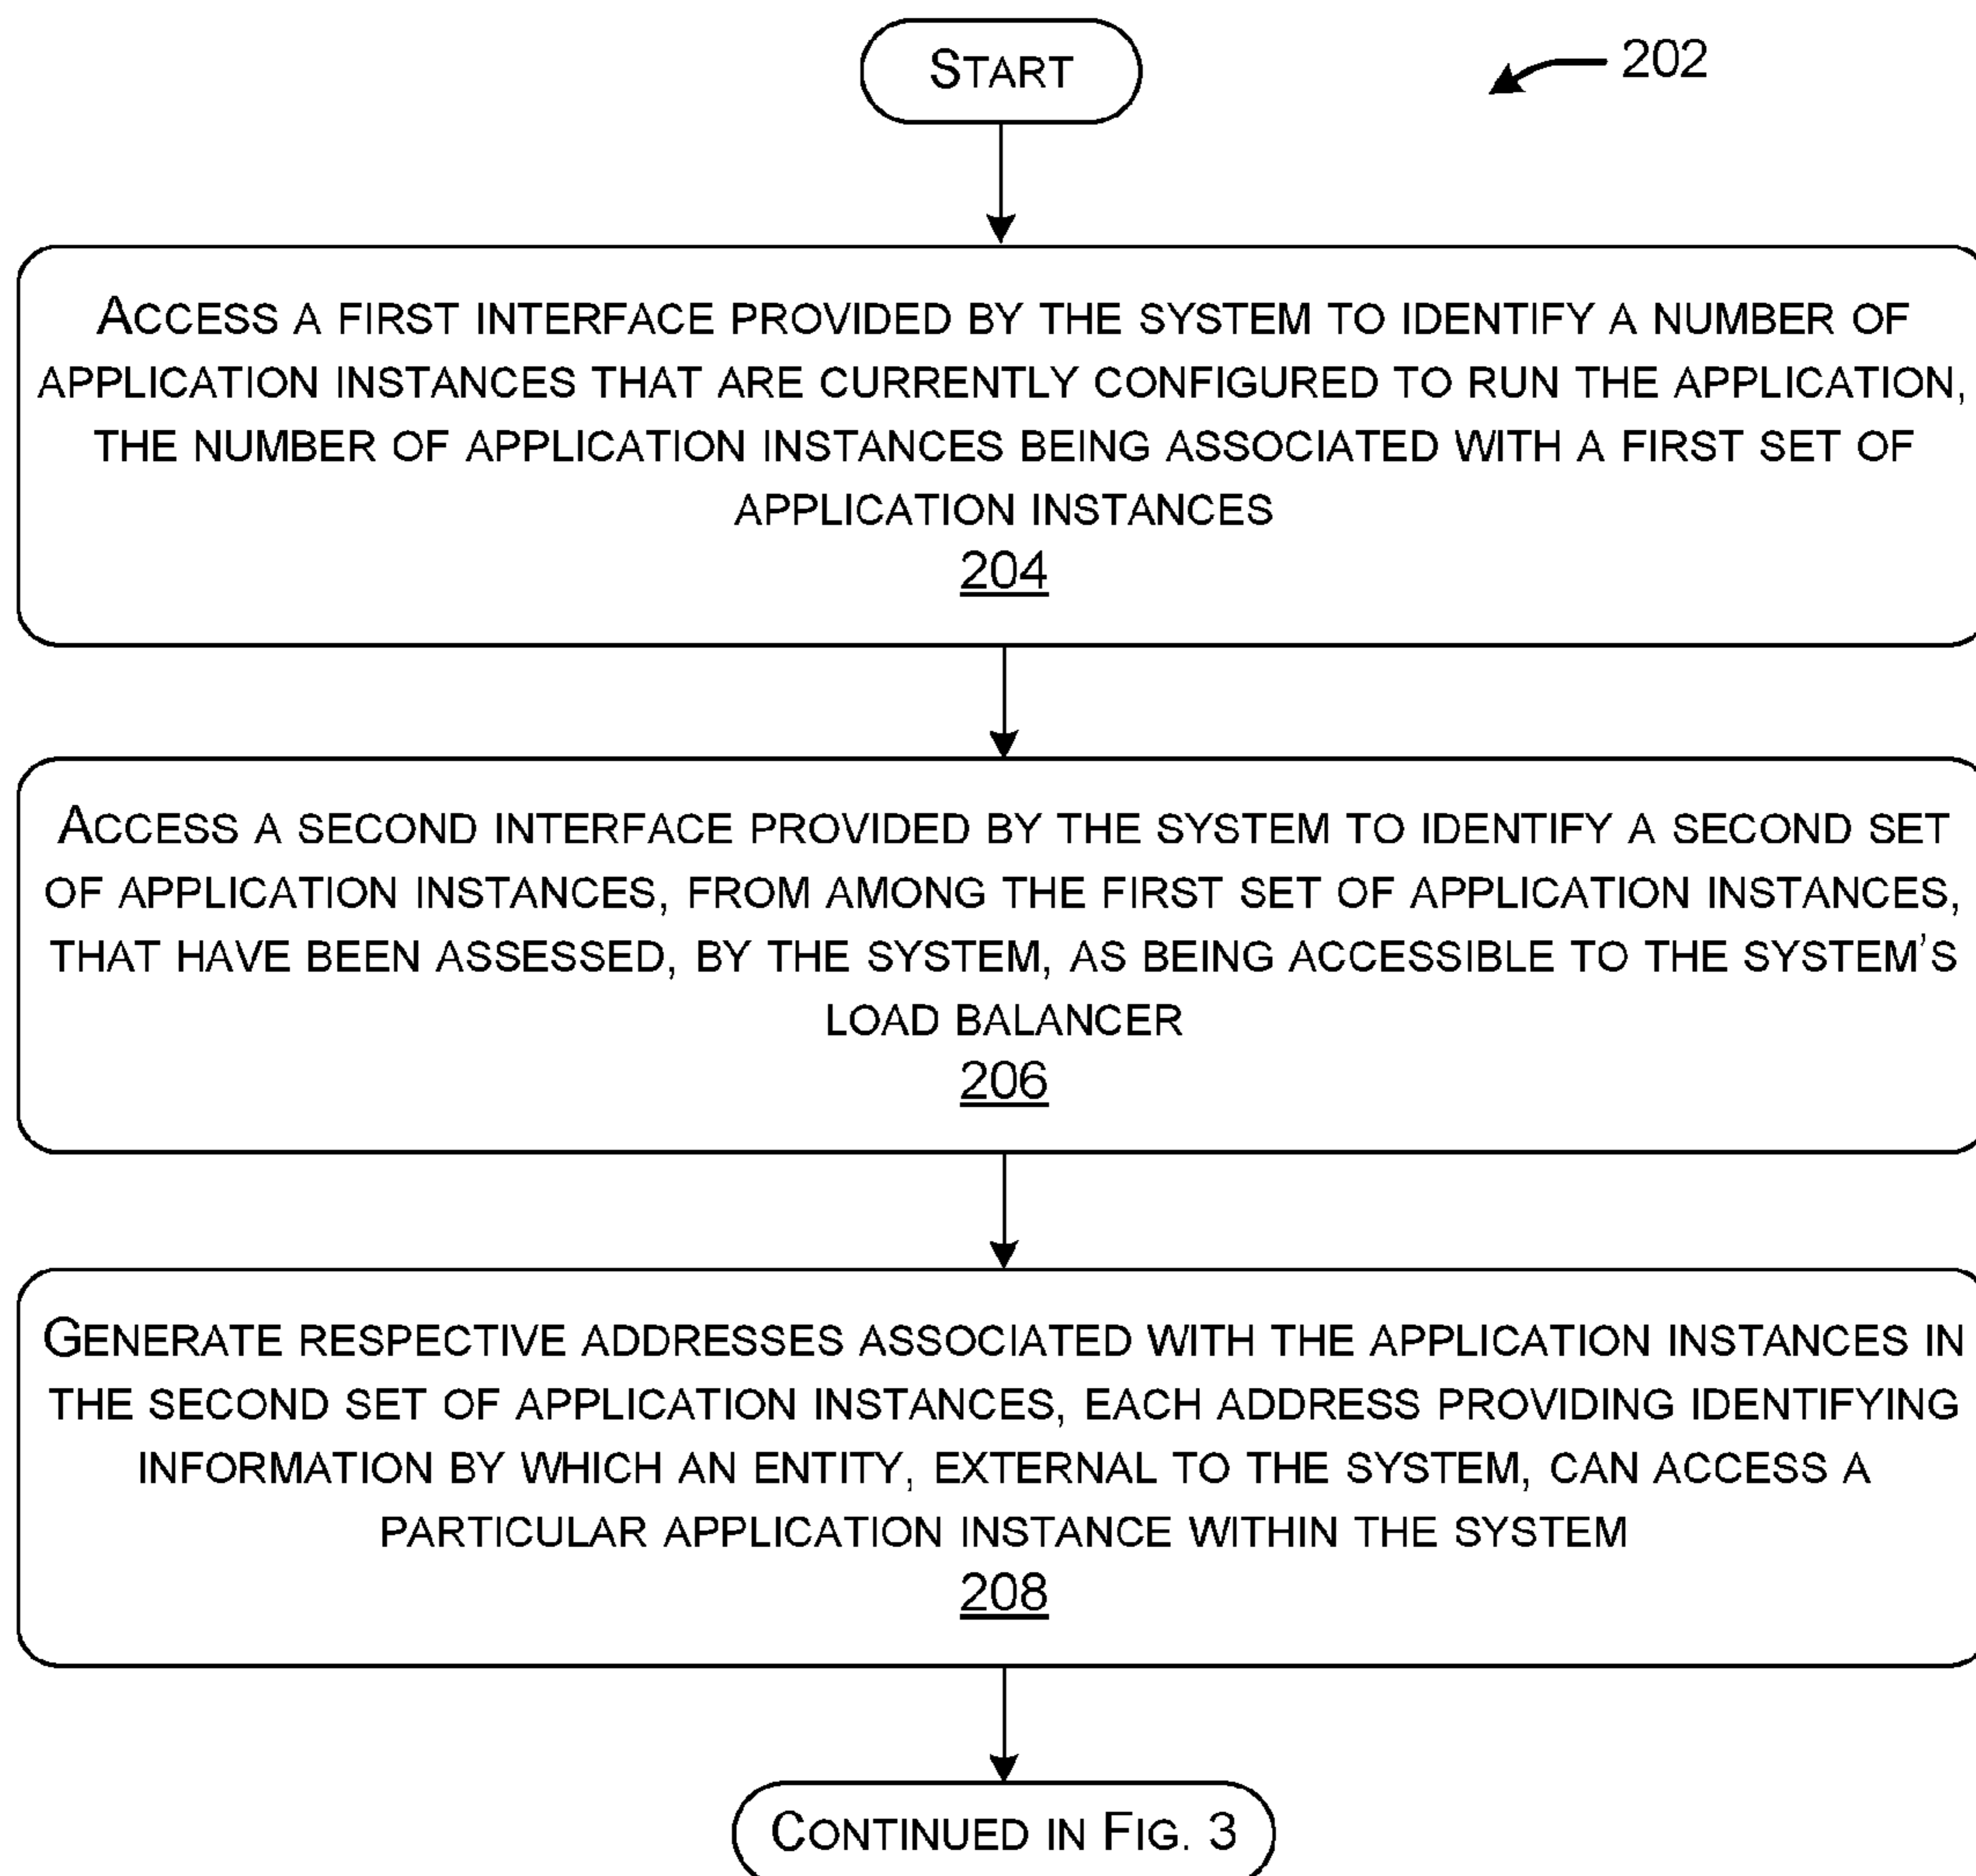 START
202
ACCESS A FIRST INTERFACE PROVIDED BY THE SYSTEM TO IDENTIFY A NUMBER OF
APPLICATION INSTANCES THAT ARE CURRENTLY CONFIGURED TO RUN THE APPLICATION,
THE NUMBER OF APPLICATION INSTANCES BEING ASSOCIATED WITH A FIRST SET OF
APPLICATION INSTANCES
204
ACCESS A SECOND INTERFACE PROVIDED BY THE SYSTEM TO IDENTIFY A SECOND SET
OF APPLICATION INSTANCES, FROM AMONG THE FIRST SET OF APPLICATION INSTANCES,
THAT HAVE BEEN ASSESSED, BY THE SYSTEM, AS BEING ACCESSIBLE TO THE SYSTEM'S
LOAD BALANCER
206
GENERATE RESPECTIVE ADDRESSES ASSOCIATED WITH THE APPLICATION INSTANCES IN
THE SECOND SET OF APPLICATION INSTANCES, EACH ADDRESS PROVIDING IDENTIFYING
INFORMATION BY WHICH AN ENTITY, EXTERNAL TO THE SYSTEM, CAN ACCESS A
PARTICULAR APPLICATION INSTANCE WITHIN THE SYSTEM
208
CONTINUED IN FIG. 3